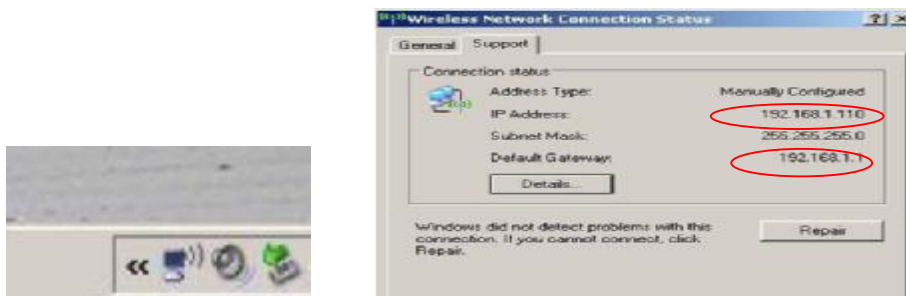 Wireless Network Connection Status
General Support
Connection status
Address Type: Manually Configured
IP Address: 192.168.1.110
Subnet Mask: 255.255.255.0
Default Gateway: 192.168.1.1
Details...
Windows did not detect problems with this
connection. If you cannot connect, click
Repair.
Repair